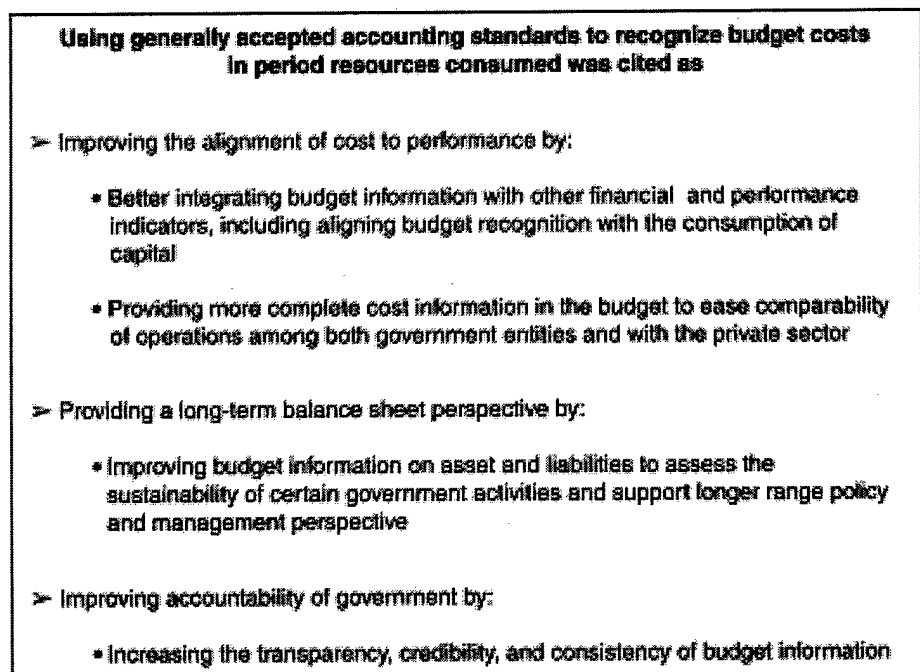 Using generally accepted accounting standards to recognize budget costs
in period resources consumed was cited as
➢ Improving the alignment of cost to performance by:
• Better integrating budget information with other financial and performance
indicators, including aligning budget recognition with the consumption of
capital
• Providing more complete cost information in the budget to ease comparability
of operations among both government entities and with the private sector
➢ Providing a long-term balance sheet perspective by:
• Improving budget information on asset and liabilities to assess the
sustainability of certain government activities and support longer range policy
and management perspective
➢ Improving accountability of government by:
• Increasing the transparency, credibility, and consistency of budget information